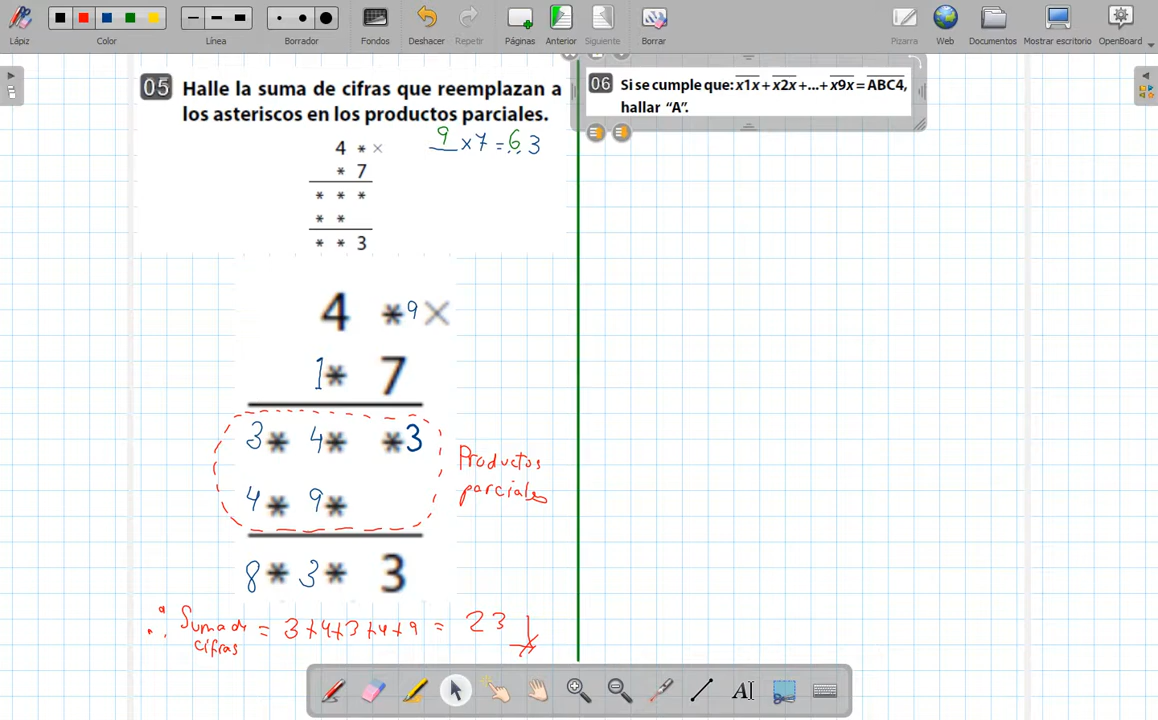 Lápiz
Color
Línea
Borrador
Fondos
Deshacer
Repetir
Páginas
Anterior
Siguiente
Borrar
Pizarra
Web
Documentos
Mostrar escritorio
OpenBoard
05 Halle la suma de cifras que reemplazan a
los asteriscos en los productos parciales.
9 x 7 = 6 3
4 * ×
* 7
* * *
* *
* * 3
4 * 9 ×
1 * 7
3 * 4 * * 3
4 * 9 *
8 * 3 * 3
Productos
parciales
∴ Suma de = 3+4+3+4+9 = 23
cifras
06 Si se cumple que: x1x + x2x +...+ x9x = ABC4,
hallar “A”.